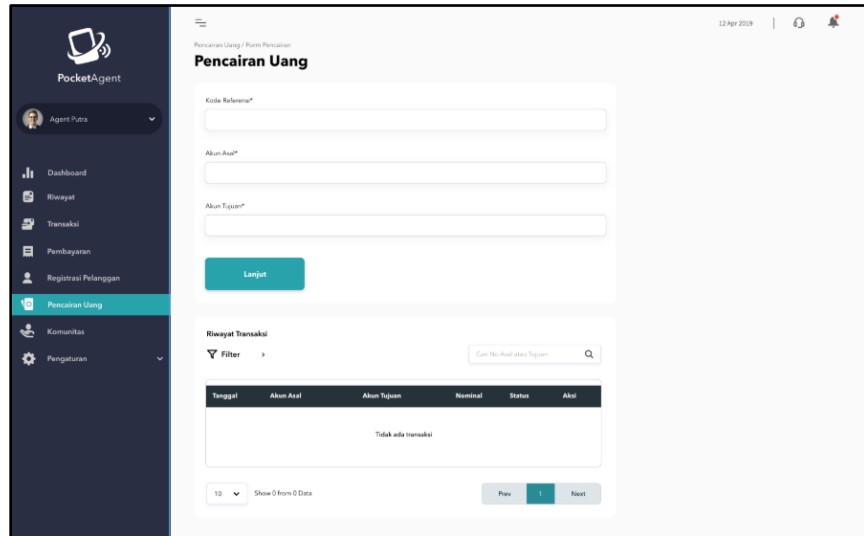 PocketAgent
Agent Putra
Dashboard
Riwayat
Transaksi
Pembayaran
Registrasi Pelanggan
Pencairan Uang
Komunitas
Pengaturan
12 Apr 2019
Pencairan Uang / Form Pencairan
Pencairan Uang
Kode Referensi*
Akun Asal*
Akun Tujuan*
Lanjut
Riwayat Transaksi
Filter
Cari No Asal atau Tujuan
Tanggal Akun Asal Akun Tujuan Nominal Status Aksi
Tidak ada transaksi
10 Show 0 from 0 Data
Prev 1 Next